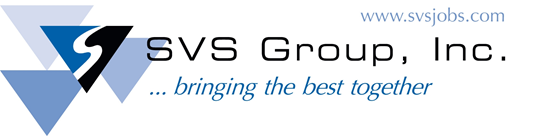 www.svsjobs.com
S
SVS Group, Inc.
... bringing the best together